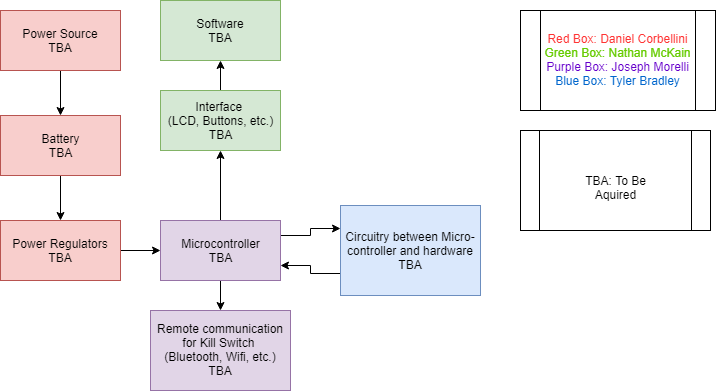 Power Source
TBA
Software
TBA
Red Box: Daniel Corbellini
Green Box: Nathan McKain
Purple Box: Joseph Morelli
Blue Box: Tyler Bradley
Interface
(LCD, Buttons, etc.)
TBA
Battery
TBA
TBA: To Be
Aquired
Power Regulators
TBA
Microcontroller
TBA
Circuitry between Micro-
controller and hardware
TBA
Remote communication
for Kill Switch
(Bluetooth, Wifi, etc.)
TBA